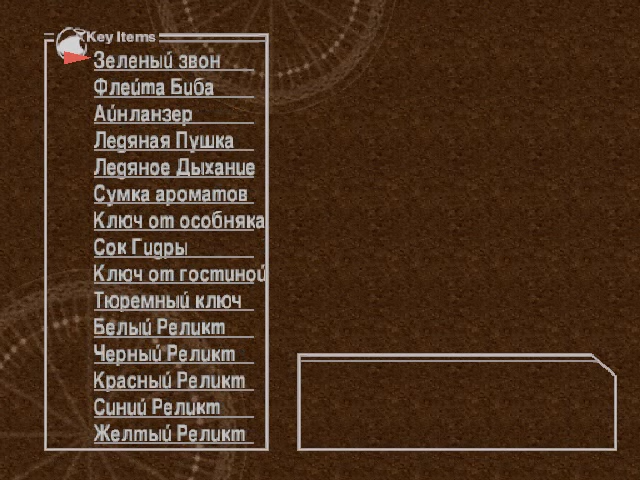 Key Items
Зеленый звон
Флейта Биба
Айнланзер
Ледяная Пушка
Ледяное Дыхание
Сумка ароматов
Ключ от особняка
Сок Гидры
Ключ от гостиной
Тюремный ключ
Белый Реликт
Черный Реликт
Красный Реликт
Синий Реликт
Желтый Реликт